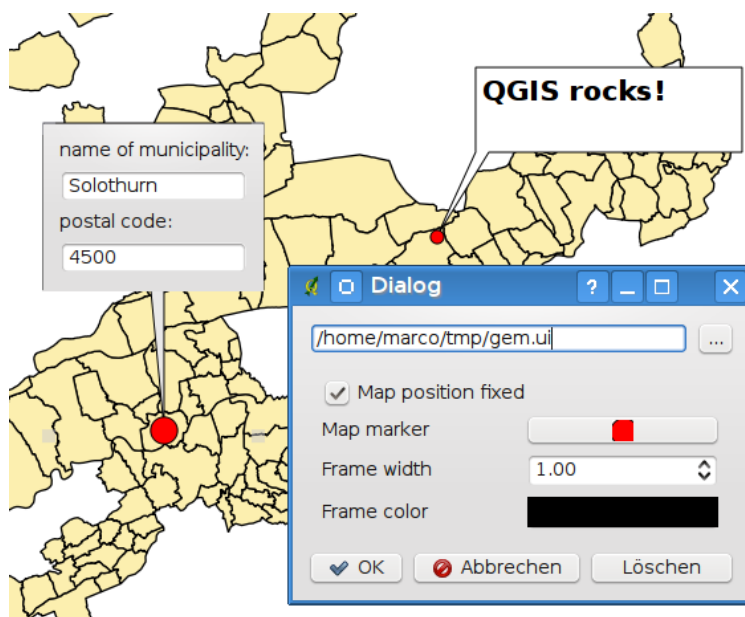 QGIS rocks!
name of municipality:
Solothurn
postal code:
4500
Dialog
?
/home/marco/tmp/gem.ui
...
Map position fixed
Map marker
Frame width 1.00
Frame color
OK Abbrechen Löschen